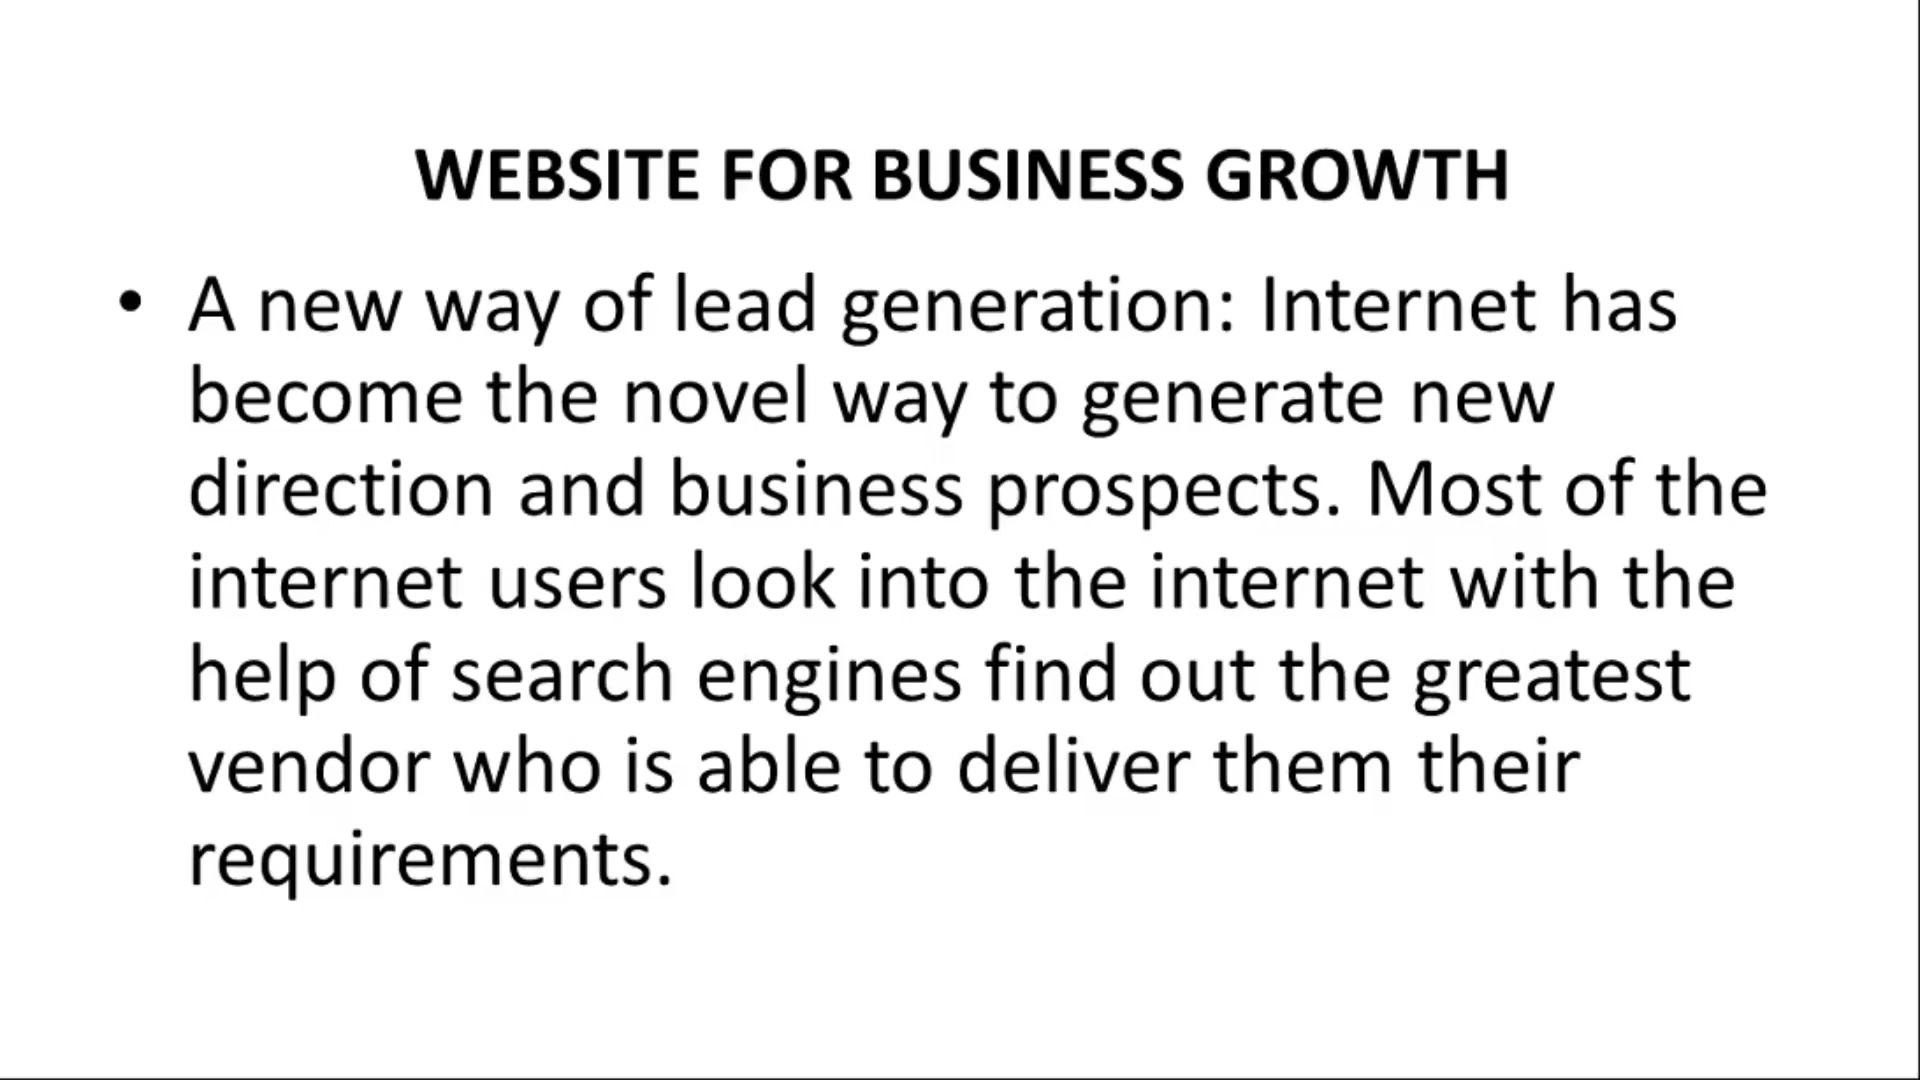 WEBSITE FOR BUSINESS GROWTH
• A new way of lead generation: Internet has
become the novel way to generate new
direction and business prospects. Most of the
internet users look into the internet with the
help of search engines find out the greatest
vendor who is able to deliver them their
requirements.